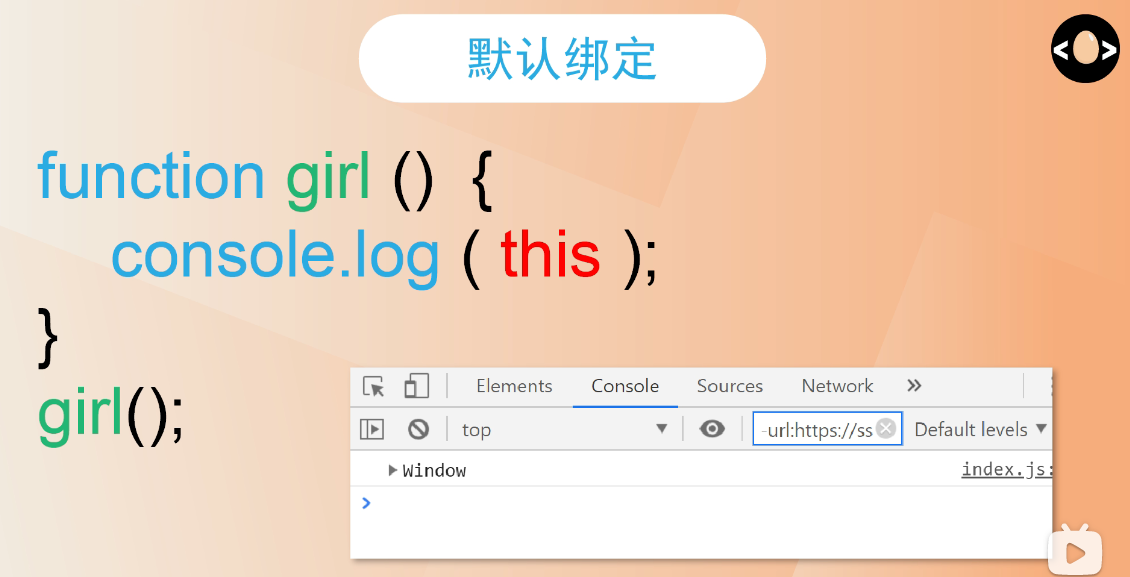 默认绑定
< >
function girl () {
console.log ( this );
}
girl();
Elements Console Sources Network »
top -url:https://ss Default levels
Window index.js:
>